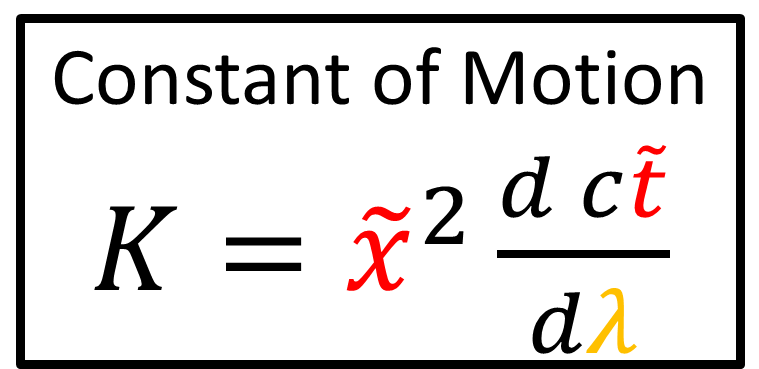 Constant of Motion
K = x̃² d ct̃ / dλ